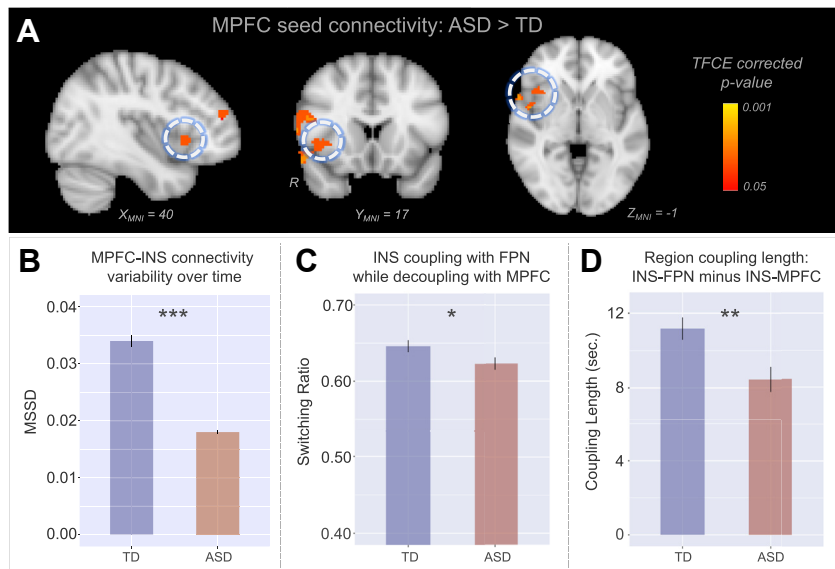 A
MPFC seed connectivity: ASD > TD
TFCE corrected
p-value
0.001
0.05
R
X_MNI = 40
Y_MNI = 17
Z_MNI = -1
B
MPFC-INS connectivity
variability over time
***
0.04
0.03
0.02
0.01
0.00
MSSD
TD
ASD
C
INS coupling with FPN
while decoupling with MPFC
*
0.70
0.60
0.50
0.40
Switching Ratio
TD
ASD
D
Region coupling length:
INS-FPN minus INS-MPFC
**
12
8
4
0
Coupling Length (sec.)
TD
ASD